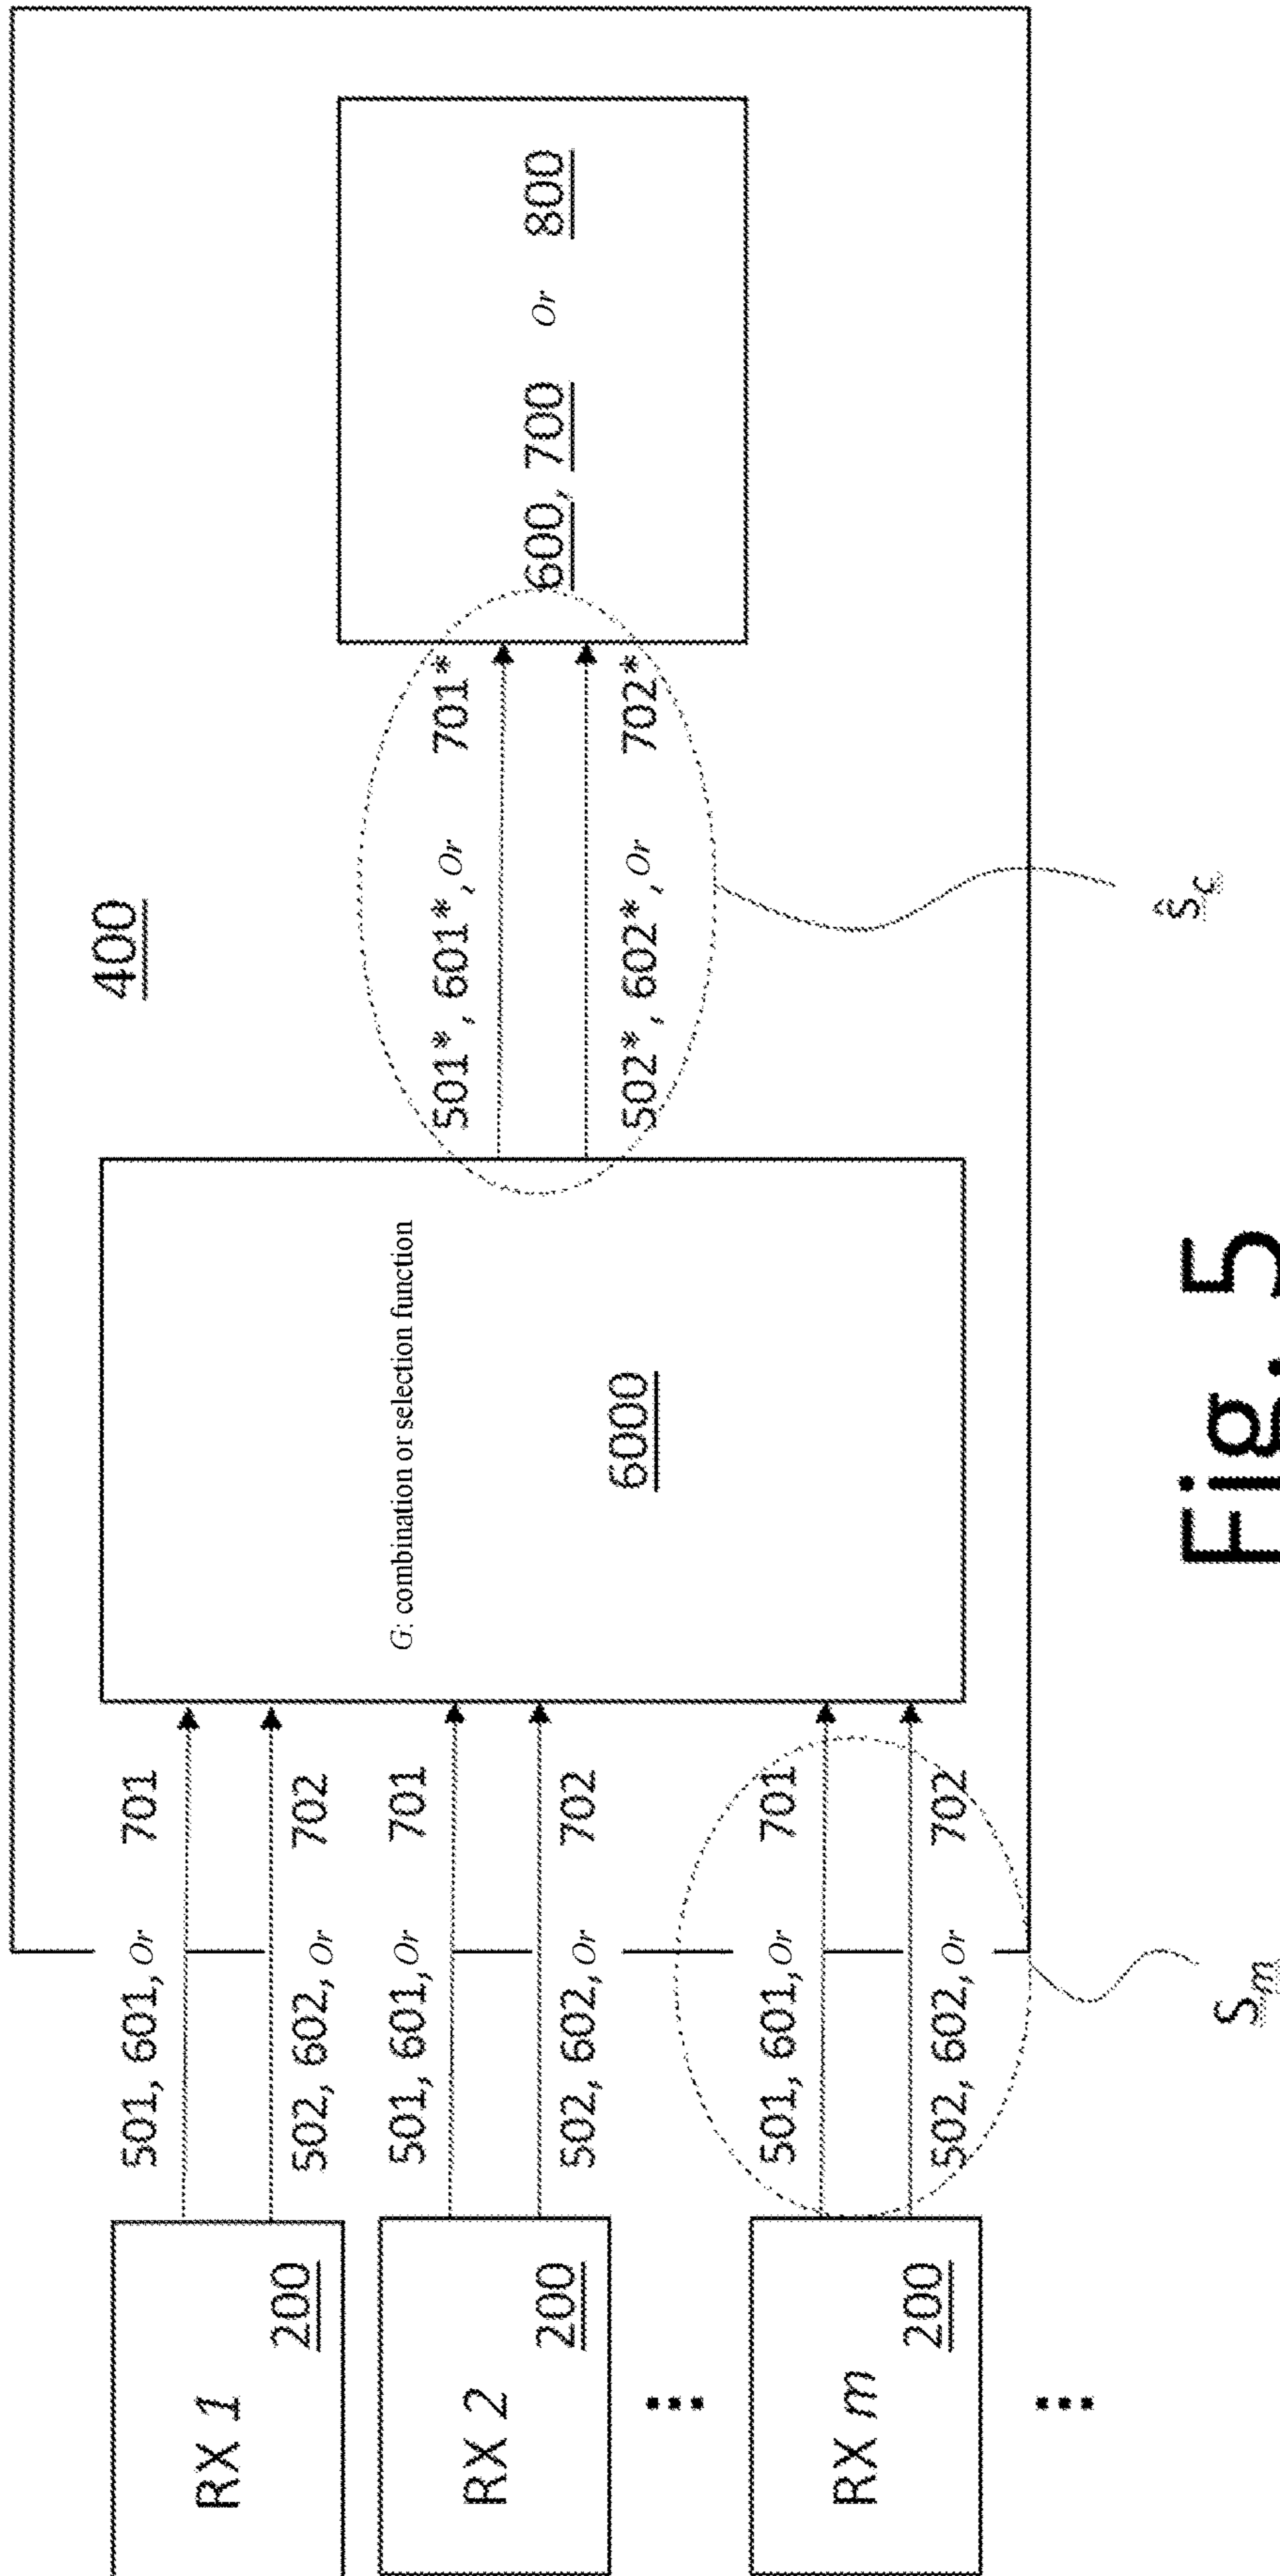 400
RX 1
200
501, 601, Or 701
502, 602, Or 702
RX 2
200
501, 601, Or 701
502, 602, Or 702
⋮
RX m
200
501, 601, Or 701
502, 602, Or 702
⋮
Sm
G: combination or selection function
6000
501*, 601*, Or 701*
502*, 602*, Or 702*
Ŝc
600, 700 Or 800
Fig. 5